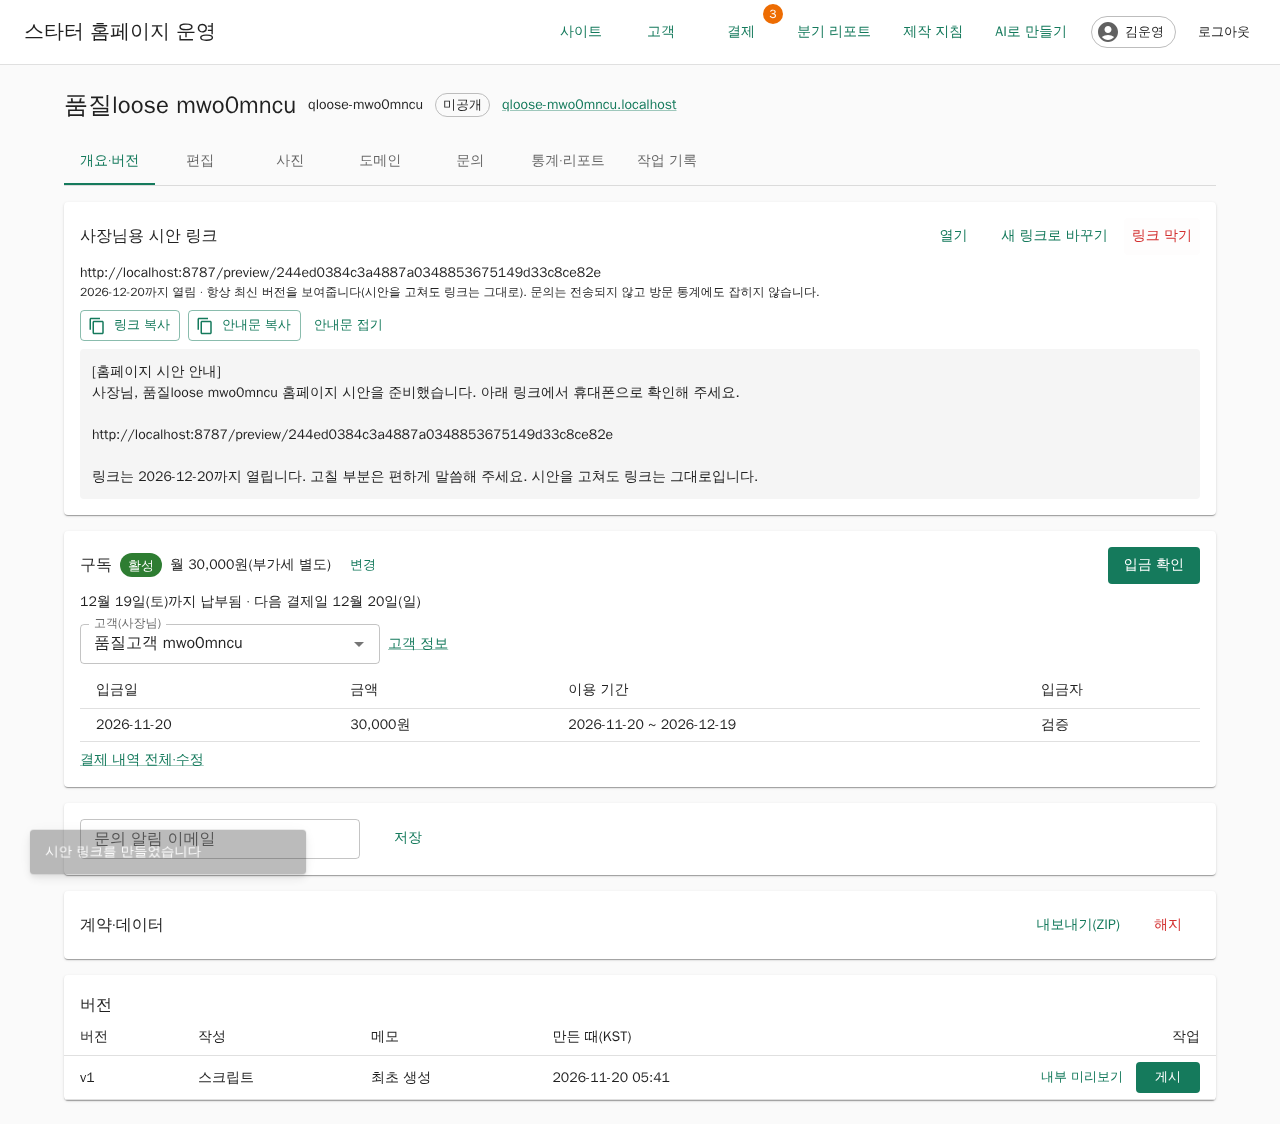 스타터 홈페이지 운영
사이트
고객
결제
3
분기 리포트
제작 지침
AI로 만들기
김운영
로그아웃
품질loose mwo0mncu
qloose-mwo0mncu
미공개
qloose-mwo0mncu.localhost
개요·버전
편집
사진
도메인
문의
통계·리포트
작업 기록
사장님용 시안 링크
열기
새 링크로 바꾸기
링크 막기
http://localhost:8787/preview/244ed0384c3a4887a0348853675149d33c8ce82e
2026-12-20까지 열림 · 항상 최신 버전을 보여줍니다(시안을 고쳐도 링크는 그대로). 문의는 전송되지 않고 방문 통계에도 잡히지 않습니다.
링크 복사
안내문 복사
안내문 접기
[홈페이지 시안 안내]
사장님, 품질loose mwo0mncu 홈페이지 시안을 준비했습니다. 아래 링크에서 휴대폰으로 확인해 주세요.
http://localhost:8787/preview/244ed0384c3a4887a0348853675149d33c8ce82e
링크는 2026-12-20까지 열립니다. 고칠 부분은 편하게 말씀해 주세요. 시안을 고쳐도 링크는 그대로입니다.
구독
활성
월 30,000원(부가세 별도)
변경
입금 확인
12월 19일(토)까지 납부됨 · 다음 결제일 12월 20일(일)
고객(사장님)
품질고객 mwo0mncu
고객 정보
입금일
금액
이용 기간
입금자
2026-11-20
30,000원
2026-11-20 ~ 2026-12-19
검증
결제 내역 전체·수정
문의 알림 이메일
저장
시안 링크를 만들었습니다
계약·데이터
내보내기(ZIP)
해지
버전
버전
작성
메모
만든 때(KST)
작업
v1
스크립트
최초 생성
2026-11-20 05:41
내부 미리보기
게시